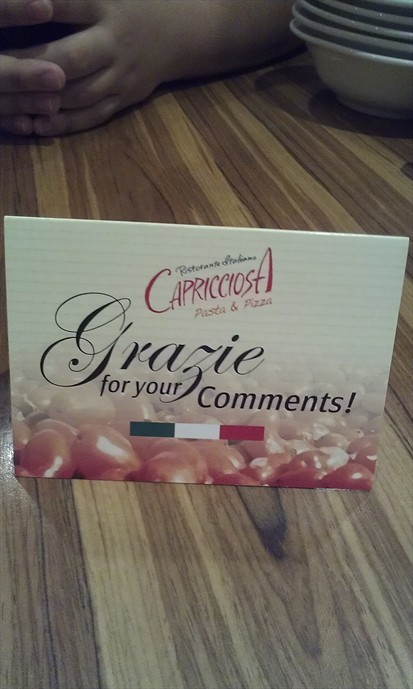 Ristorante Italiano
CAPRICCIOSA
Pasta & Pizza
Grazie
for your Comments!